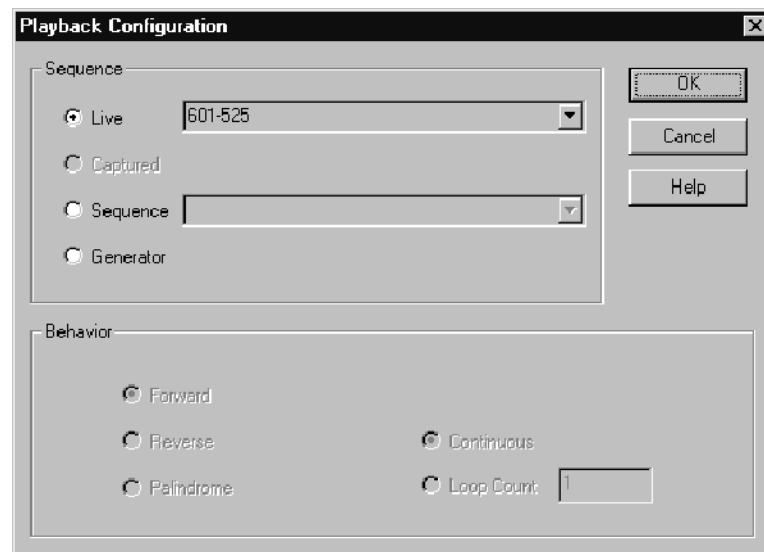 Playback Configuration
Sequence
Live
601-525
Captured
Sequence
Generator
OK
Cancel
Help
Behavior
Forward
Reverse
Palindrome
Continuous
Loop Count
1